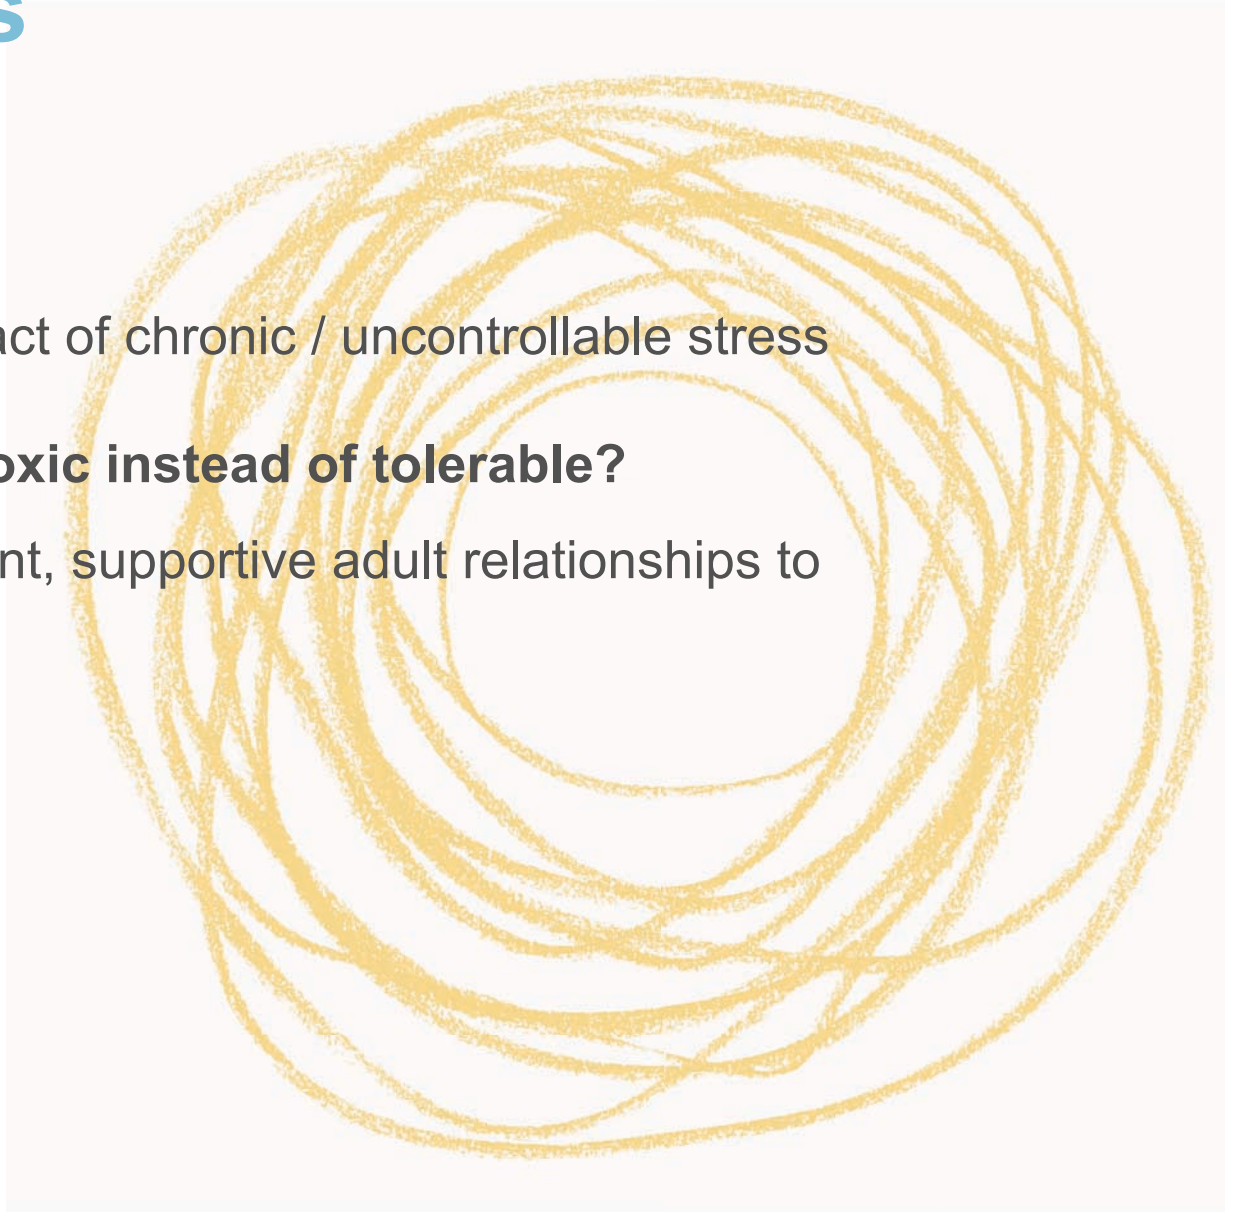 s
act of chronic / uncontrollable stress
oxic instead of tolerable?
nt, supportive adult relationships to